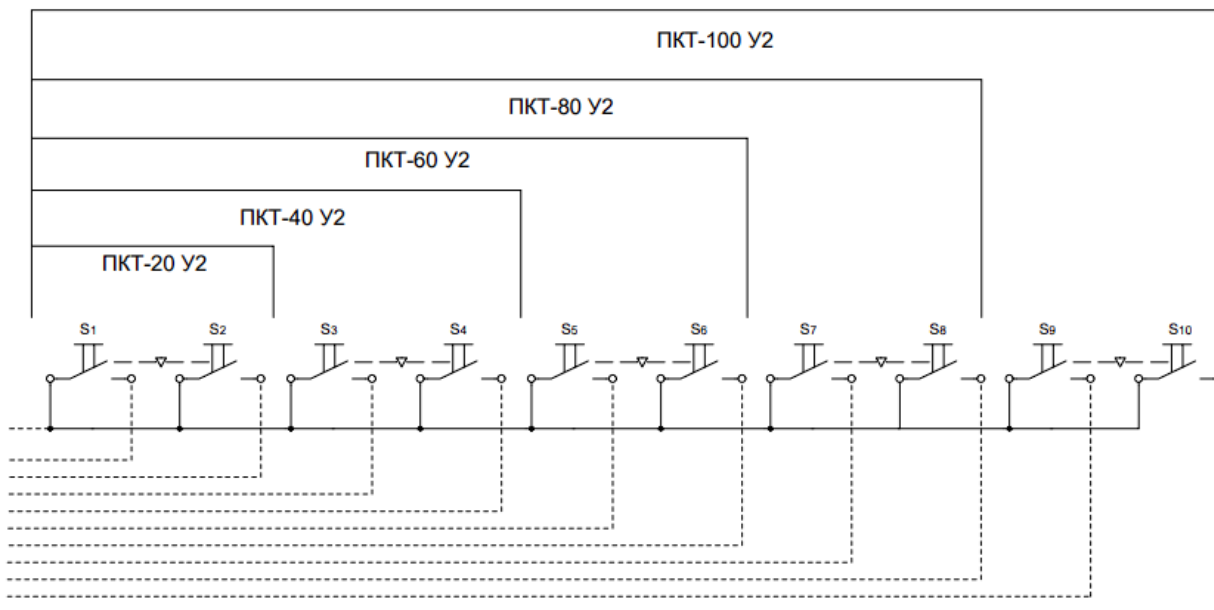 ПКТ-100 У2
ПКТ-80 У2
ПКТ-60 У2
ПКТ-40 У2
ПКТ-20 У2
S1 S2 S3 S4 S5 S6 S7 S8 S9 S10